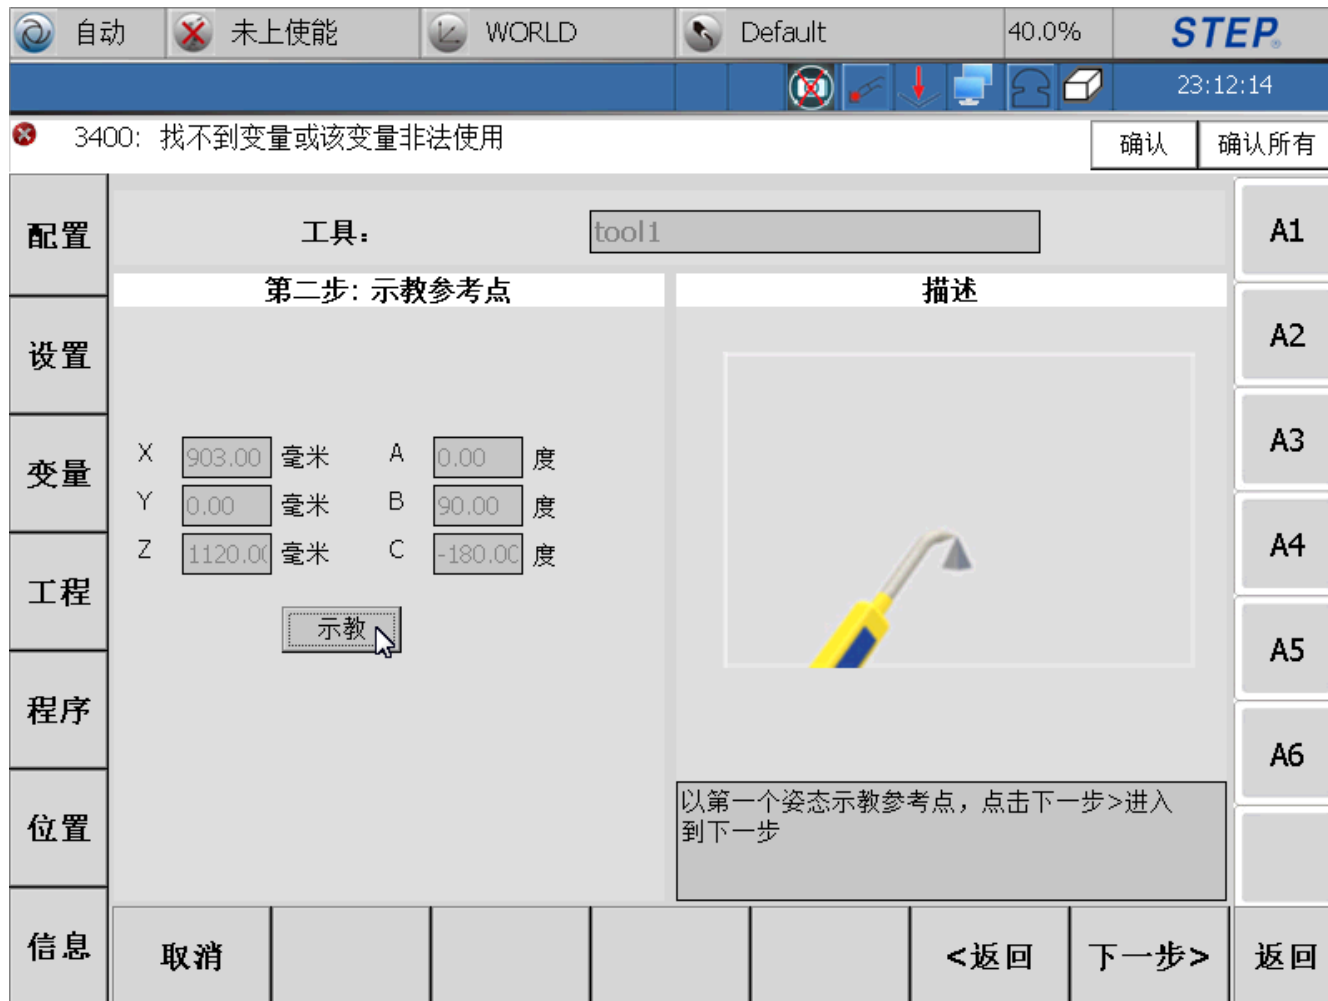 自动 未上使能 WORLD Default 40.0% STEP
23:12:14
3400: 找不到变量或该变量非法使用 确认 确认所有
配置 工具: tool1 A1
第二步: 示教参考点 描述
设置 A2
变量 X 903.00 毫米 A 0.00 度 A3
Y 0.00 毫米 B 90.00 度
Z 1120.00 毫米 C -180.00 度 A4
工程
示教
A5
程序
A6
位置 以第一个姿态示教参考点，点击下一步>进入
到下一步
信息 取消 <返回 下一步> 返回